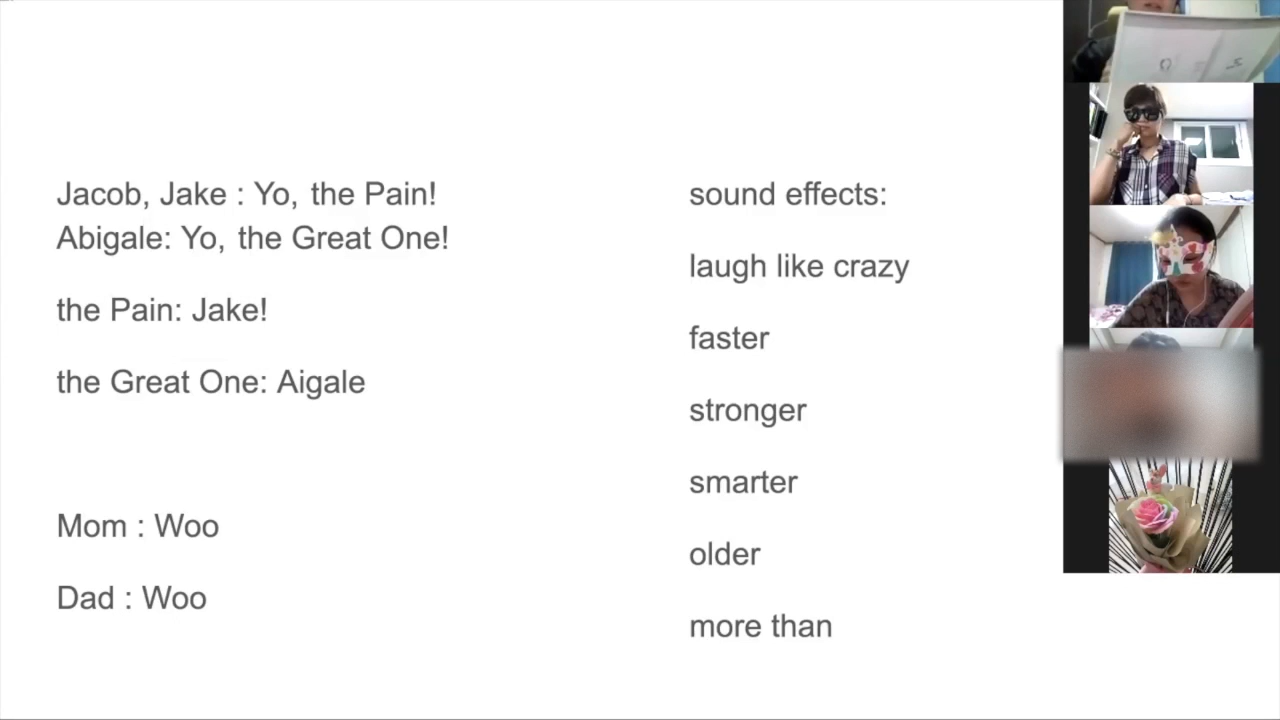 Jacob, Jake : Yo, the Pain!
Abigale: Yo, the Great One!
the Pain: Jake!
the Great One: Aigale
Mom : Woo
Dad : Woo
sound effects:
laugh like crazy
faster
stronger
smarter
older
more than